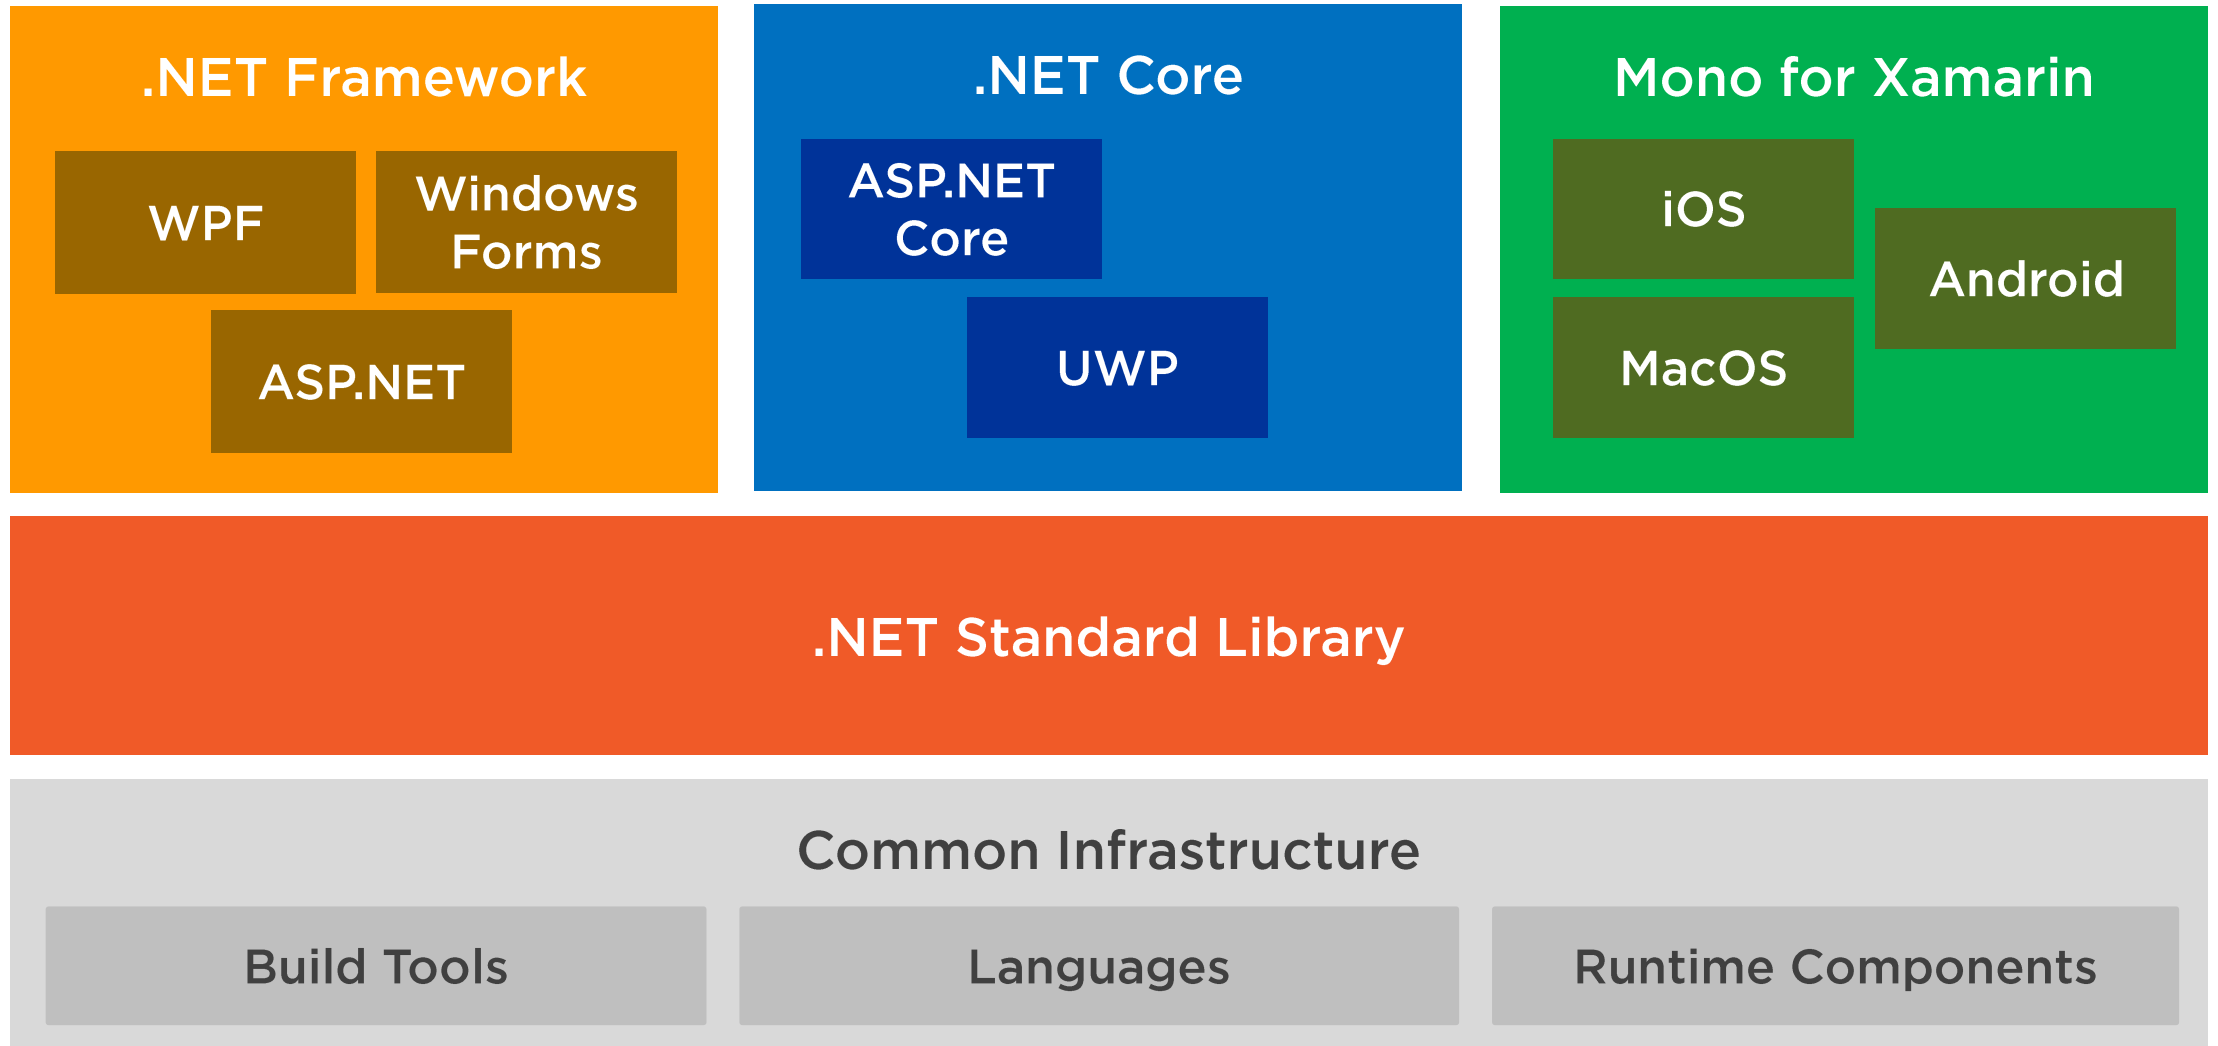 .NET Framework
WPF
Windows
Forms
ASP.NET
.NET Core
ASP.NET
Core
UWP
Mono for Xamarin
iOS
Android
MacOS
.NET Standard Library
Common Infrastructure
Build Tools
Languages
Runtime Components